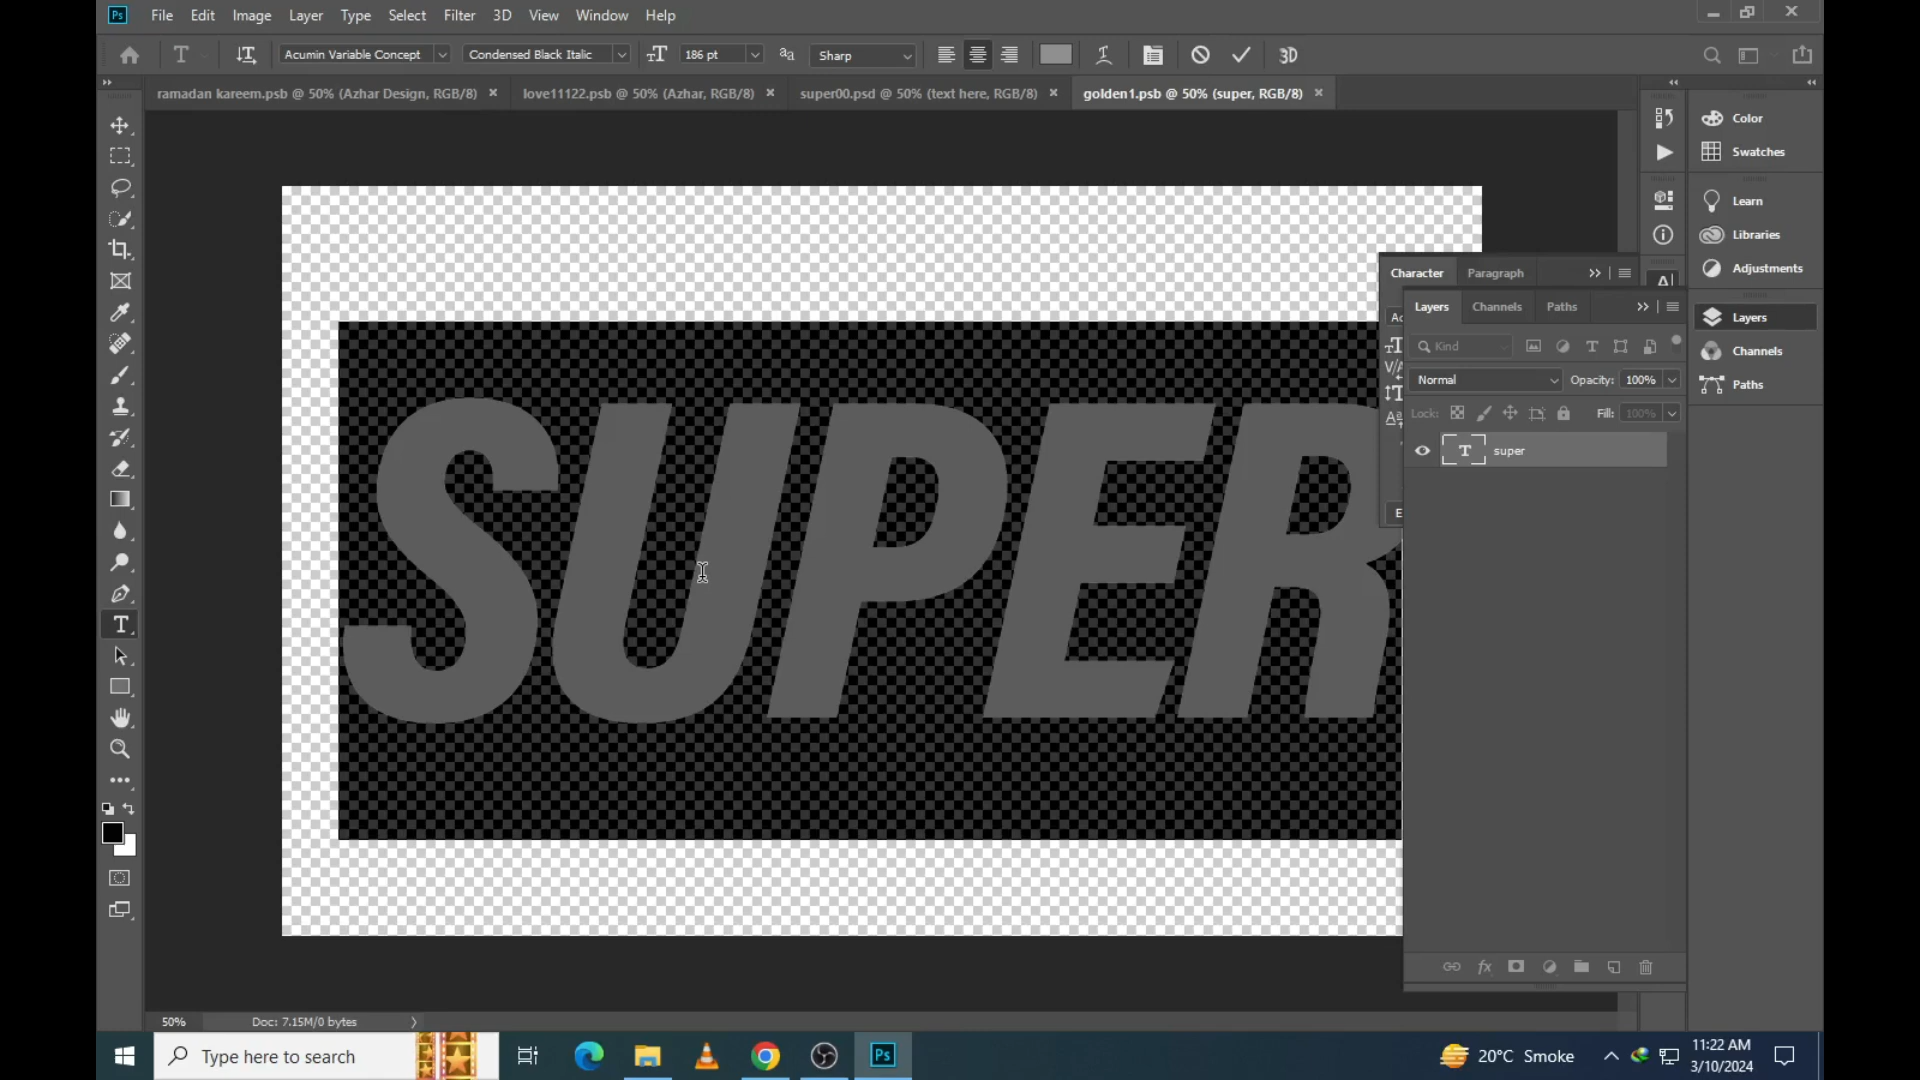 Ps File Edit Image Layer Type Select Filter 3D View Window Help
Acumin Variable Concept Condensed Black Italic 186 pt aa Sharp 3D
ramadan kareem.psb @ 50% (Azhar Design, RGB/8) love11122.psb @ 50% (Azhar, RGB/8) super00.psd @ 50% (text here, RGB/8) golden1.psb @ 50% (super, RGB/8)
Color
Swatches
Learn
Libraries
Adjustments
Layers
Channels
Paths
Character Paragraph
Layers Channels Paths
Kind
Normal Opacity: 100%
Lock: Fill: 100%
T super
SUPER
50% Doc: 7.15M/0 bytes
Type here to search
Ps
20°C Smoke
11:22 AM
3/10/2024